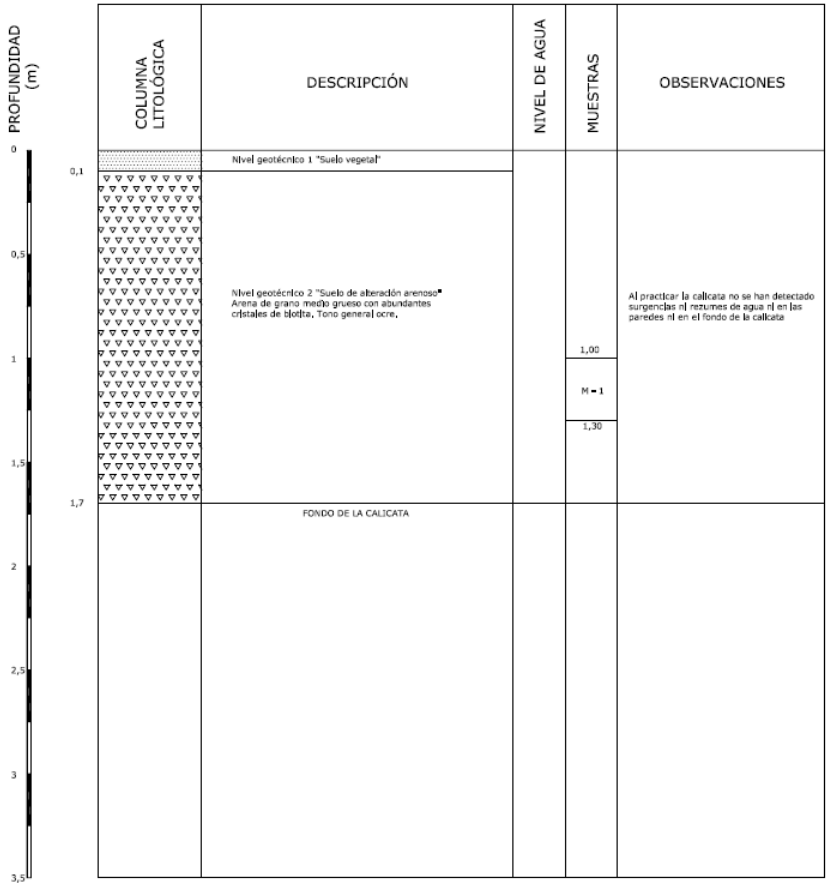 PROFUNDIDAD
(m)
COLUMNA
LITOLÓGICA
DESCRIPCIÓN
NIVEL DE AGUA
MUESTRAS
OBSERVACIONES
0
Nivel geotécnico 1 "Suelo vegetal"
0,1
0,5
Nivel geotécnico 2 "Suelo de alteración arenoso"
Arena de grano medio grueso con abundantes
cristales de biotita. Tono general ocre.
Al practicar la calicata no se han detectado
surgencias ni rezumes de agua ni en las
paredes ni en el fondo de la calicata
1
1,00
M - 1
1,30
1,5
1,7
FONDO DE LA CALICATA
2
2,5
3
3,5